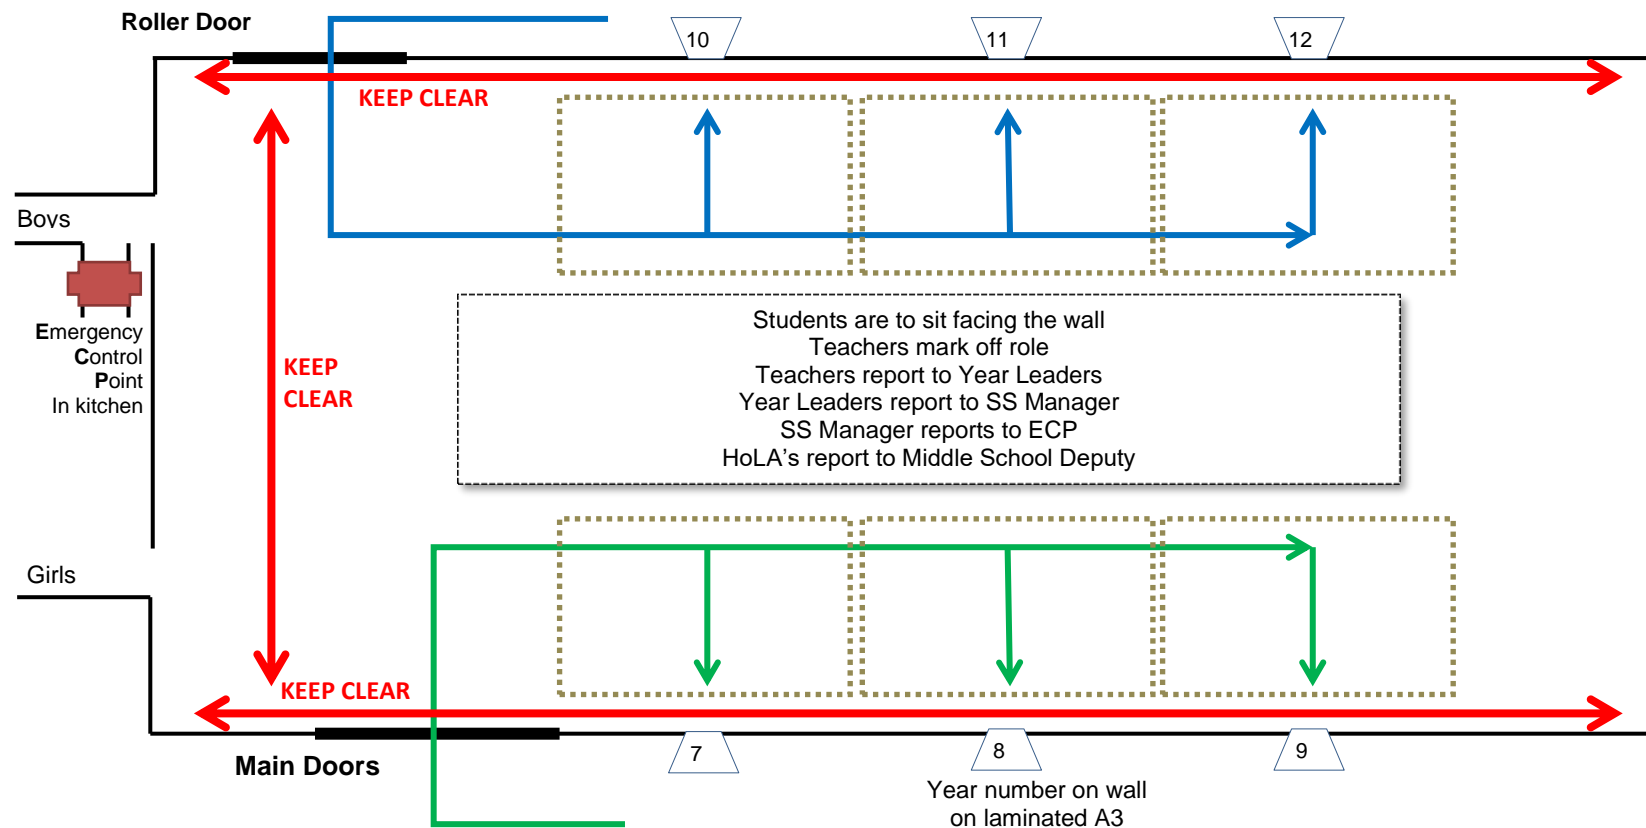 Roller Door
10
11
12
KEEP CLEAR
Boys
Emergency
Control
Point
In kitchen
KEEP
CLEAR
Students are to sit facing the wall
Teachers mark off role
Teachers report to Year Leaders
Year Leaders report to SS Manager
SS Manager reports to ECP
HoLA's report to Middle School Deputy
Girls
KEEP CLEAR
Main Doors
7
8
9
Year number on wall
on laminated A3